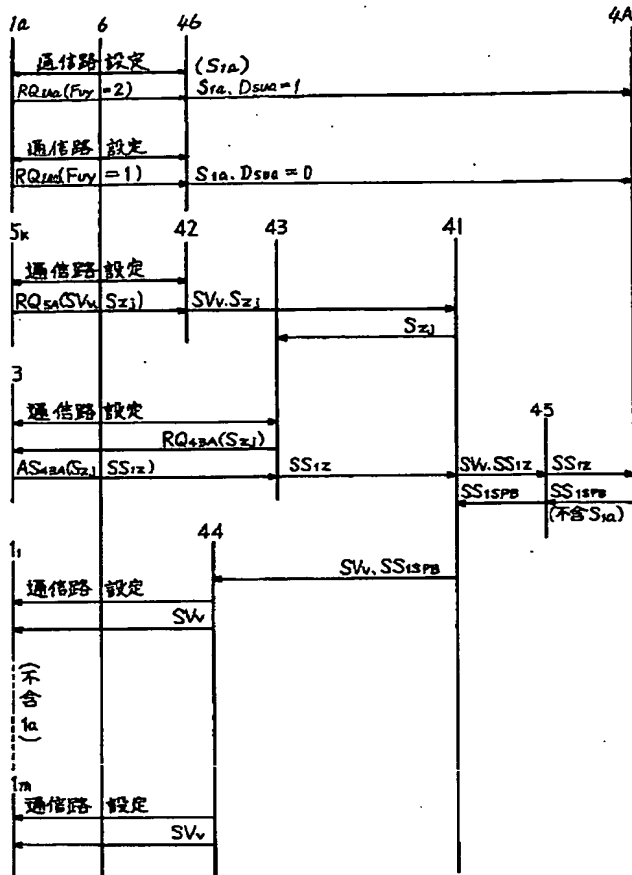 1a 6 46 4A
通信路 設定 (S1a)
RQ4a(Fvy=2) S1a. Dsua=1
通信路 設定
RQ4a(Fvy=1) S1a. Dsua=0
5k 42 43 41
通信路 設定
RQ5A(SVv. Szj) SVv.Szj
Szj
3
通信路 設定
45
RQ43A(Szj)
AS43A(Szj SS1Z) SS1Z SVv.SS1Z SS1Z
SS1SPB SS1SPB
(不含S1a)
11 44
SVv. SS1SPB
通信路 設定
SVv
(不含1a)
1m
通信路 設定
SVv